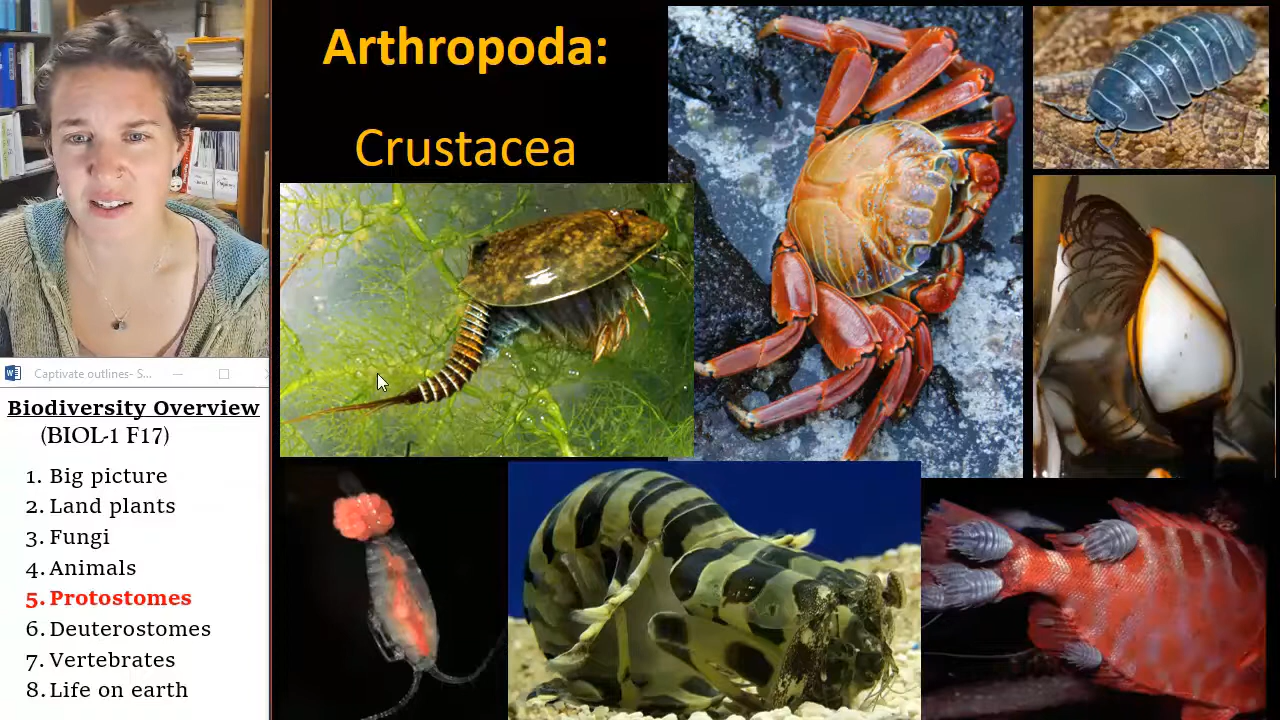 Arthropoda:
Crustacea
Captivate outlines- S...
Biodiversity Overview
(BIOL-1 F17)
1. Big picture
2. Land plants
3. Fungi
4. Animals
5. Protostomes
6. Deuterostomes
7. Vertebrates
8. Life on earth